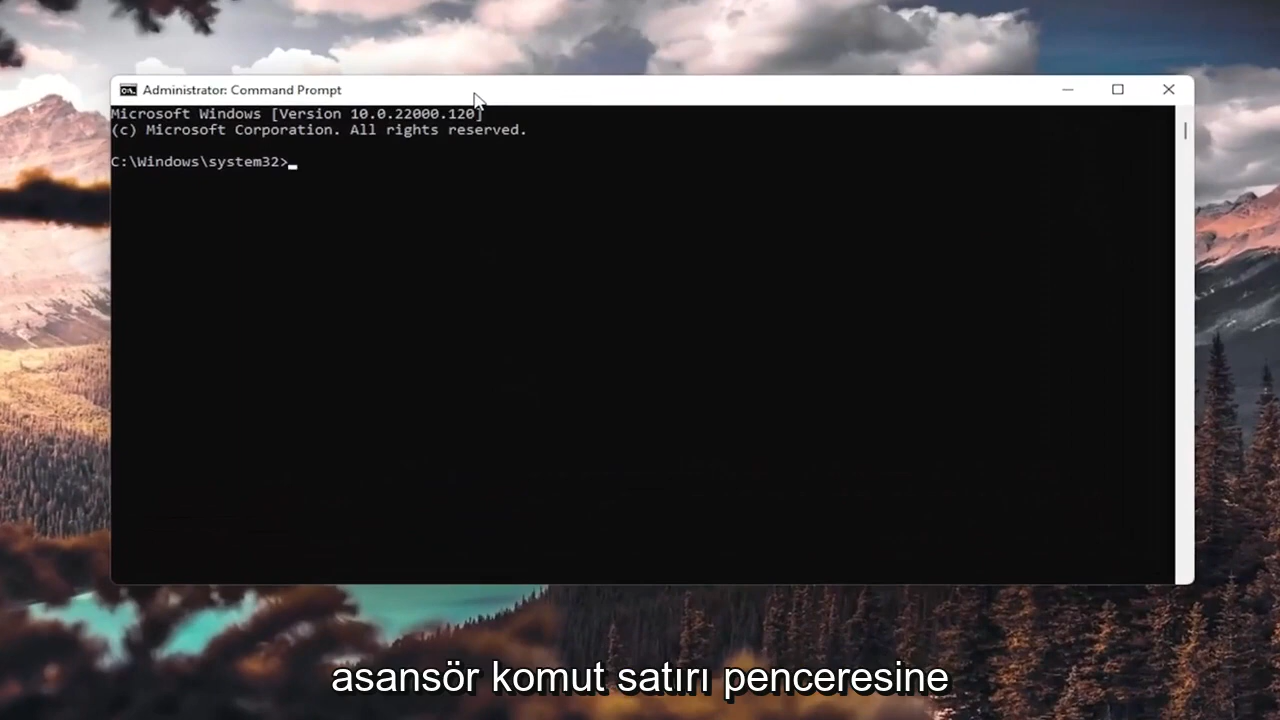 Administrator: Command Prompt
Microsoft Windows [Version 10.0.22000.120]
(c) Microsoft Corporation. All rights reserved.
C:\Windows\system32>
asansör komut satırı penceresine